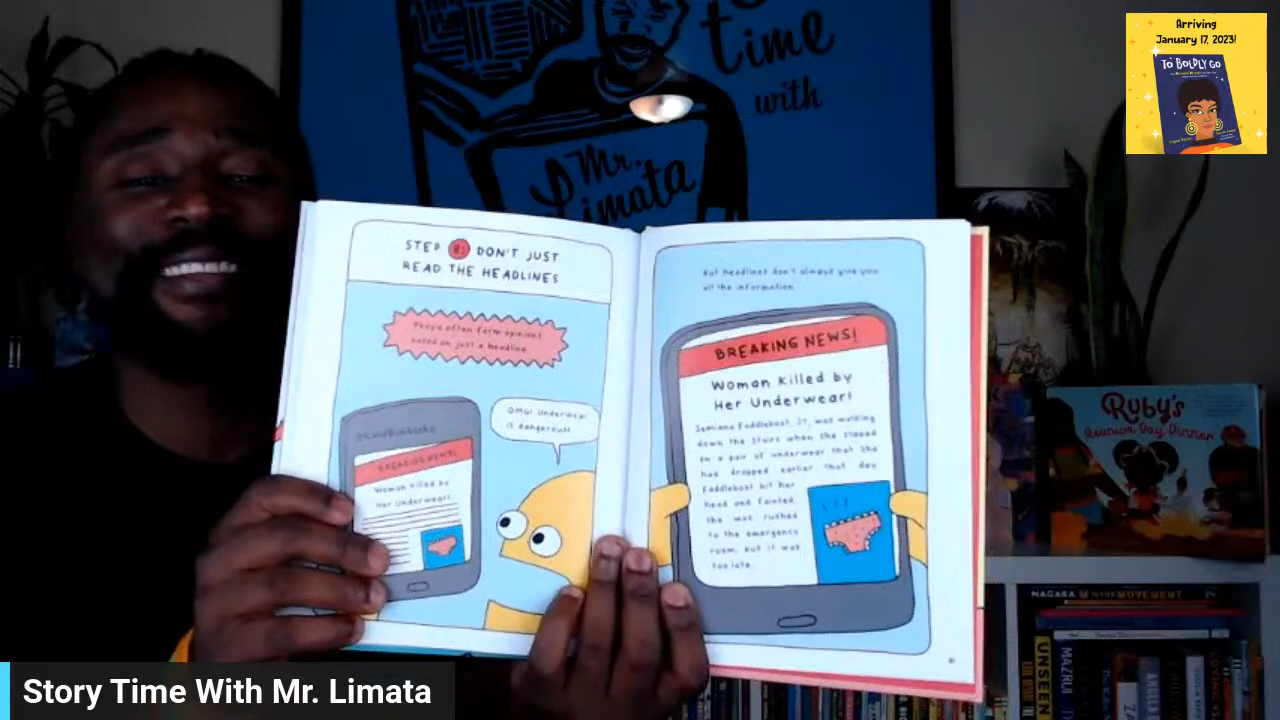 time
with
Mr.
Limata
Arriving
January 17, 2023!
TO BOLDLY GO
STEP
DON'T JUST
READ THE HEADLINES
People often form opinions
based on just a headline.
OMG! Underwear
is dangerous!
BREAKING NEWS!
Woman Killed by
Her Underwear!
But headlines don't always give you
all the information.
BREAKING NEWS!
Woman Killed by
Her Underwear!
was walking
down the stairs when she slipped
on a pair of underwear that she
had dropped earlier that day.
hit her
head and fainted.
She was rushed
to the emergency
room, but it was
too late.
Ruby's
Reunion Day Dinner
UNSEEN
MAZRUI
Story Time With Mr. Limata